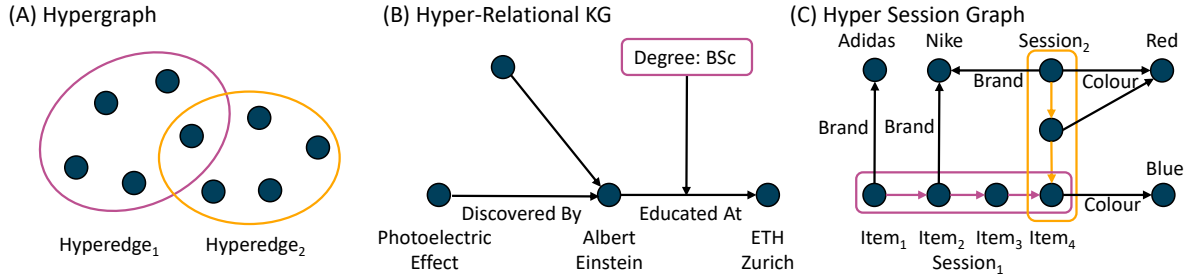 (A) Hypergraph
Hyperedge₁
Hyperedge₂
(B) Hyper-Relational KG
Degree: BSc
Discovered By
Educated At
Photoelectric
Effect
Albert
Einstein
ETH
Zurich
(C) Hyper Session Graph
Adidas
Nike
Session₂
Red
Brand
Colour
Brand
Brand
Blue
Colour
Item₁
Item₂
Item₃
Item₄
Session₁